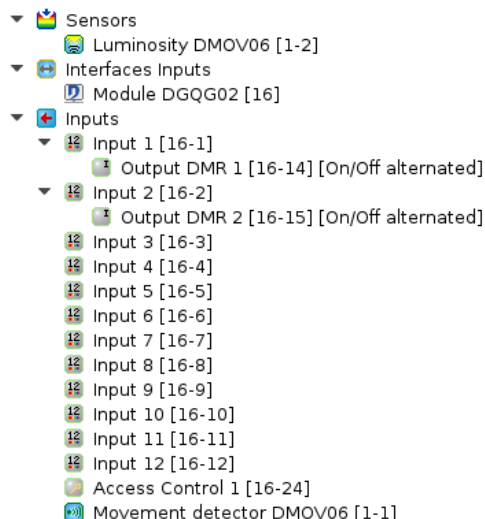 Sensors
Luminosity DMOV06 [1-2]
Interfaces Inputs
Module DGQG02 [16]
Inputs
Input 1 [16-1]
Output DMR 1 [16-14] [On/Off alternated]
Input 2 [16-2]
Output DMR 2 [16-15] [On/Off alternated]
Input 3 [16-3]
Input 4 [16-4]
Input 5 [16-5]
Input 6 [16-6]
Input 7 [16-7]
Input 8 [16-8]
Input 9 [16-9]
Input 10 [16-10]
Input 11 [16-11]
Input 12 [16-12]
Access Control 1 [16-24]
Movement detector DMOV06 [1-1]